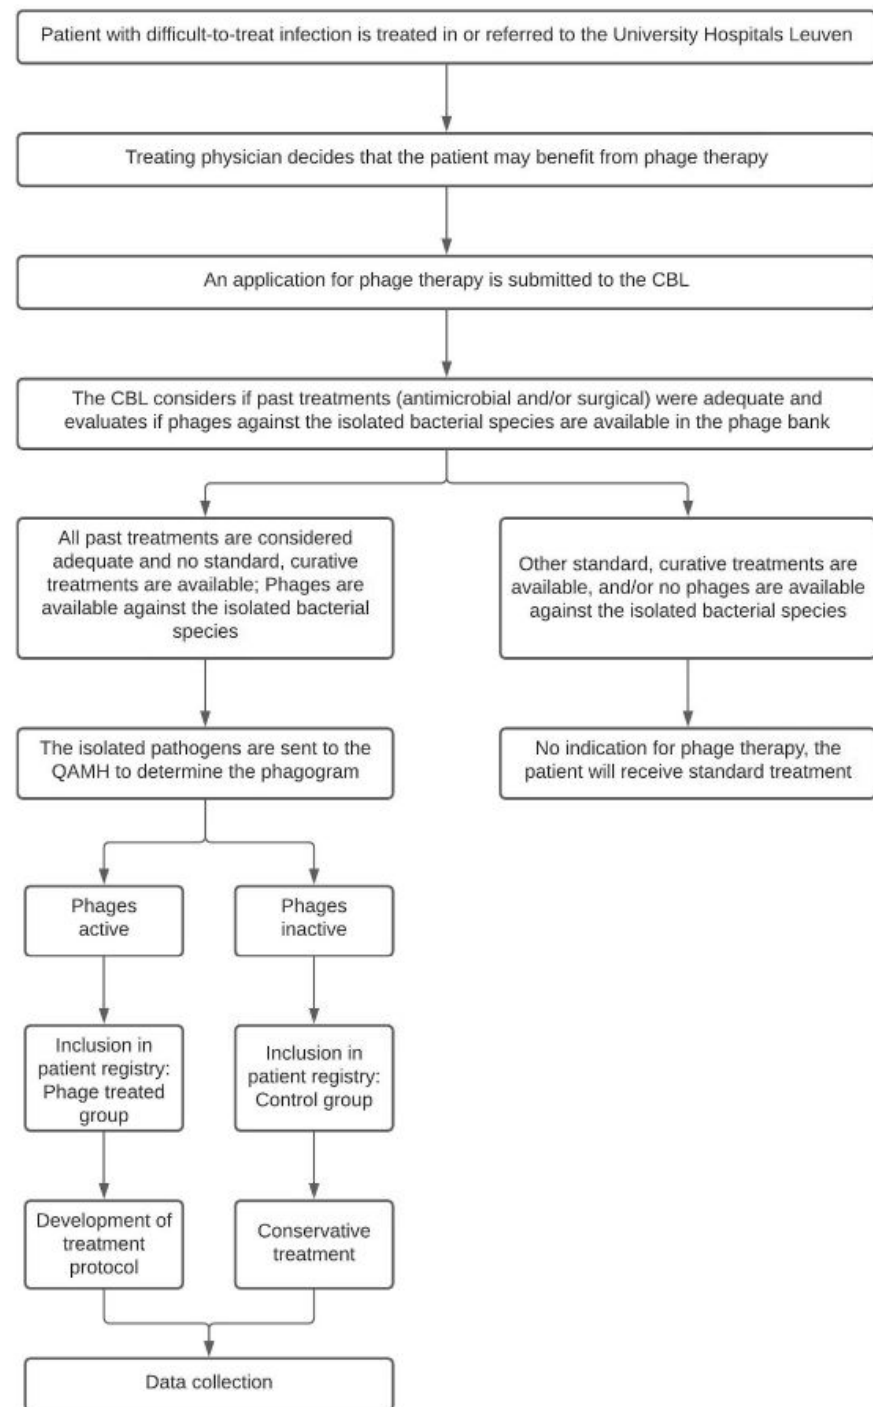 Patient with difficult-to-treat infection is treated in or referred to the University Hospitals Leuven
Treating physician decides that the patient may benefit from phage therapy
An application for phage therapy is submitted to the CBL
The CBL considers if past treatments (antimicrobial and/or surgical) were adequate and
evaluates if phages against the isolated bacterial species are available in the phage bank
All past treatments are considered
adequate and no standard, curative
treatments are available; Phages are
available against the isolated bacterial
species
Other standard, curative treatments are
available, and/or no phages are available
against the isolated bacterial species
The isolated pathogens are sent to the
QAMH to determine the phagogram
No indication for phage therapy, the
patient will receive standard treatment
Phages
active
Phages
inactive
Inclusion in
patient registry:
Phage treated
group
Inclusion in
patient registry:
Control group
Development of
treatment
protocol
Conservative
treatment
Data collection